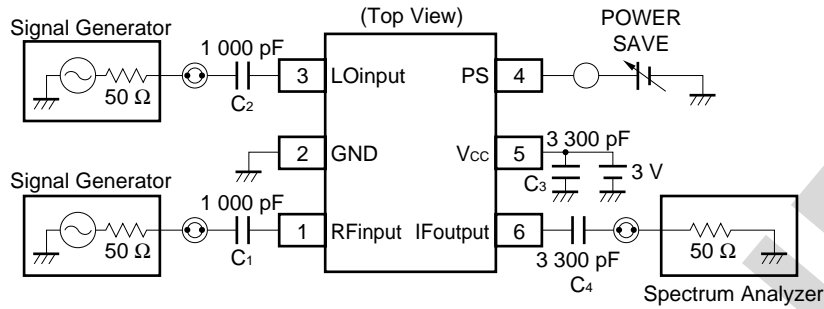 (Top View)
Signal Generator
50 Ω
1 000 pF
C2
3 LOinput
PS 4
POWER
SAVE
2 GND
VCC 5
3 300 pF
C3
3 V
Signal Generator
50 Ω
1 000 pF
C1
1 RFinput
IFoutput 6
3 300 pF
C4
50 Ω
Spectrum Analyzer